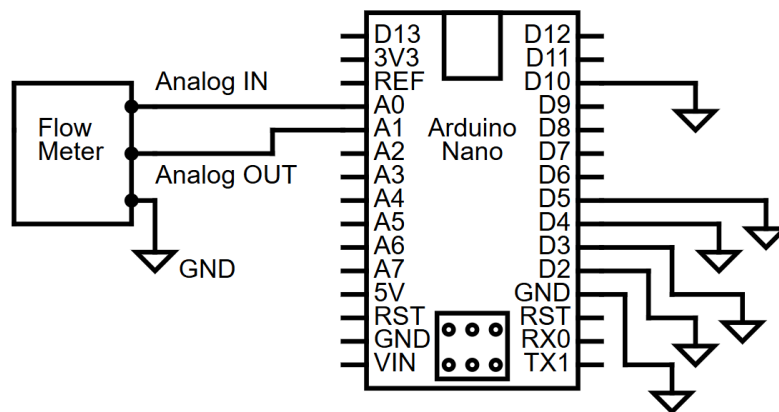 D13
3V3
REF
A0
A1
A2
A3
A4
A5
A6
A7
5V
RST
GND
VIN
D12
D11
D10
D9
D8
D7
D6
D5
D4
D3
D2
GND
RST
RX0
TX1
Arduino
Nano
Flow
Meter
Analog IN
Analog OUT
GND